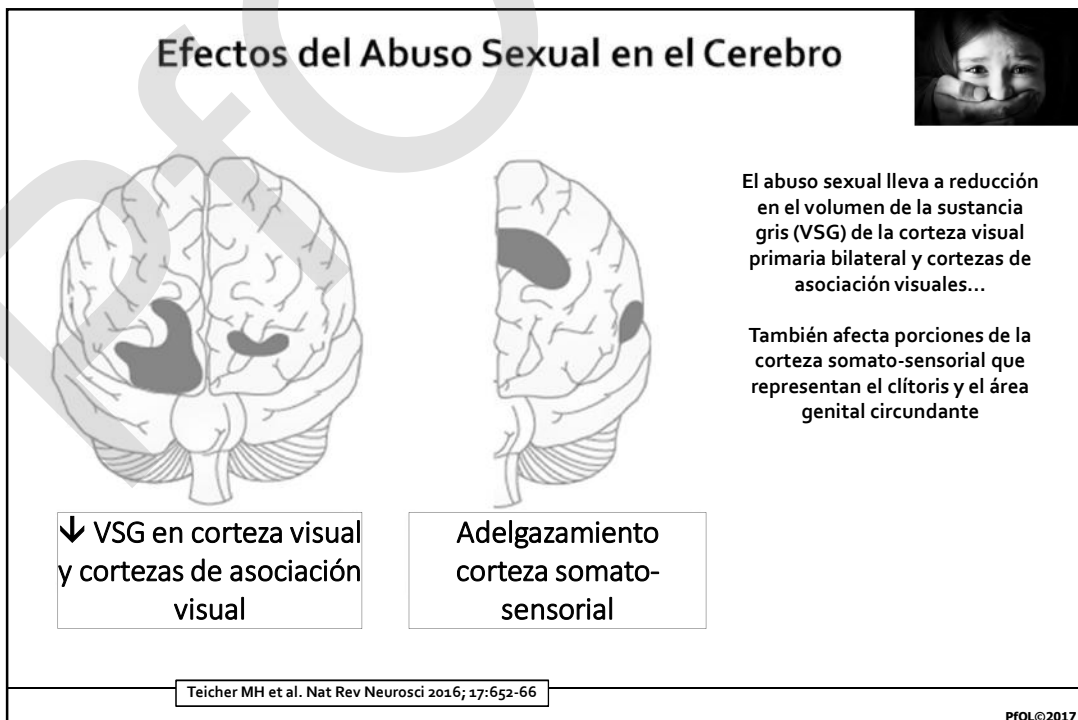 Efectos del Abuso Sexual en el Cerebro
El abuso sexual lleva a reducción
en el volumen de la sustancia
gris (VSG) de la corteza visual
primaria bilateral y cortezas de
asociación visuales...
También afecta porciones de la
corteza somato-sensorial que
representan el clítoris y el área
genital circundante
↓ VSG en corteza visual
y cortezas de asociación
visual
Adelgazamiento
corteza somato-
sensorial
Teicher MH et al. Nat Rev Neurosci 2016; 17:652-66
PfOL©2017
PfO